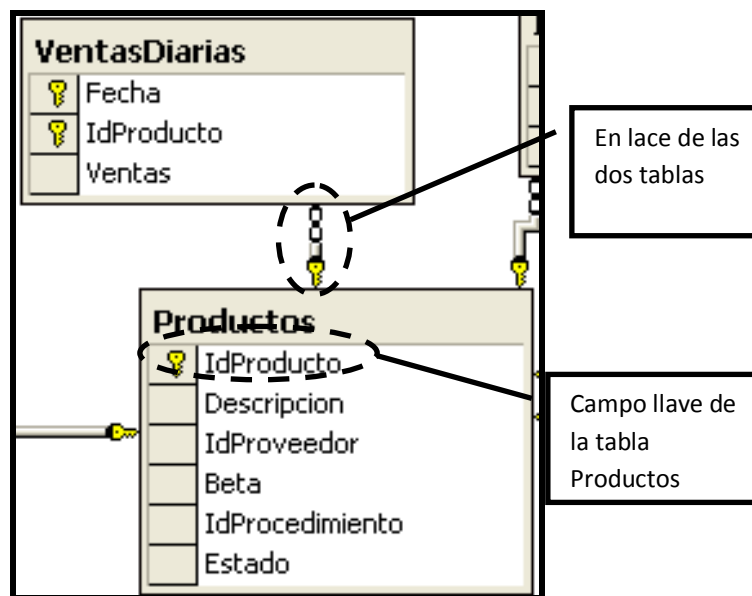 VentasDiarias
Fecha
IdProducto
Ventas
En lace de las
dos tablas
Productos
IdProducto
Descripcion
IdProveedor
Beta
IdProcedimiento
Estado
Campo llave de
la tabla
Productos